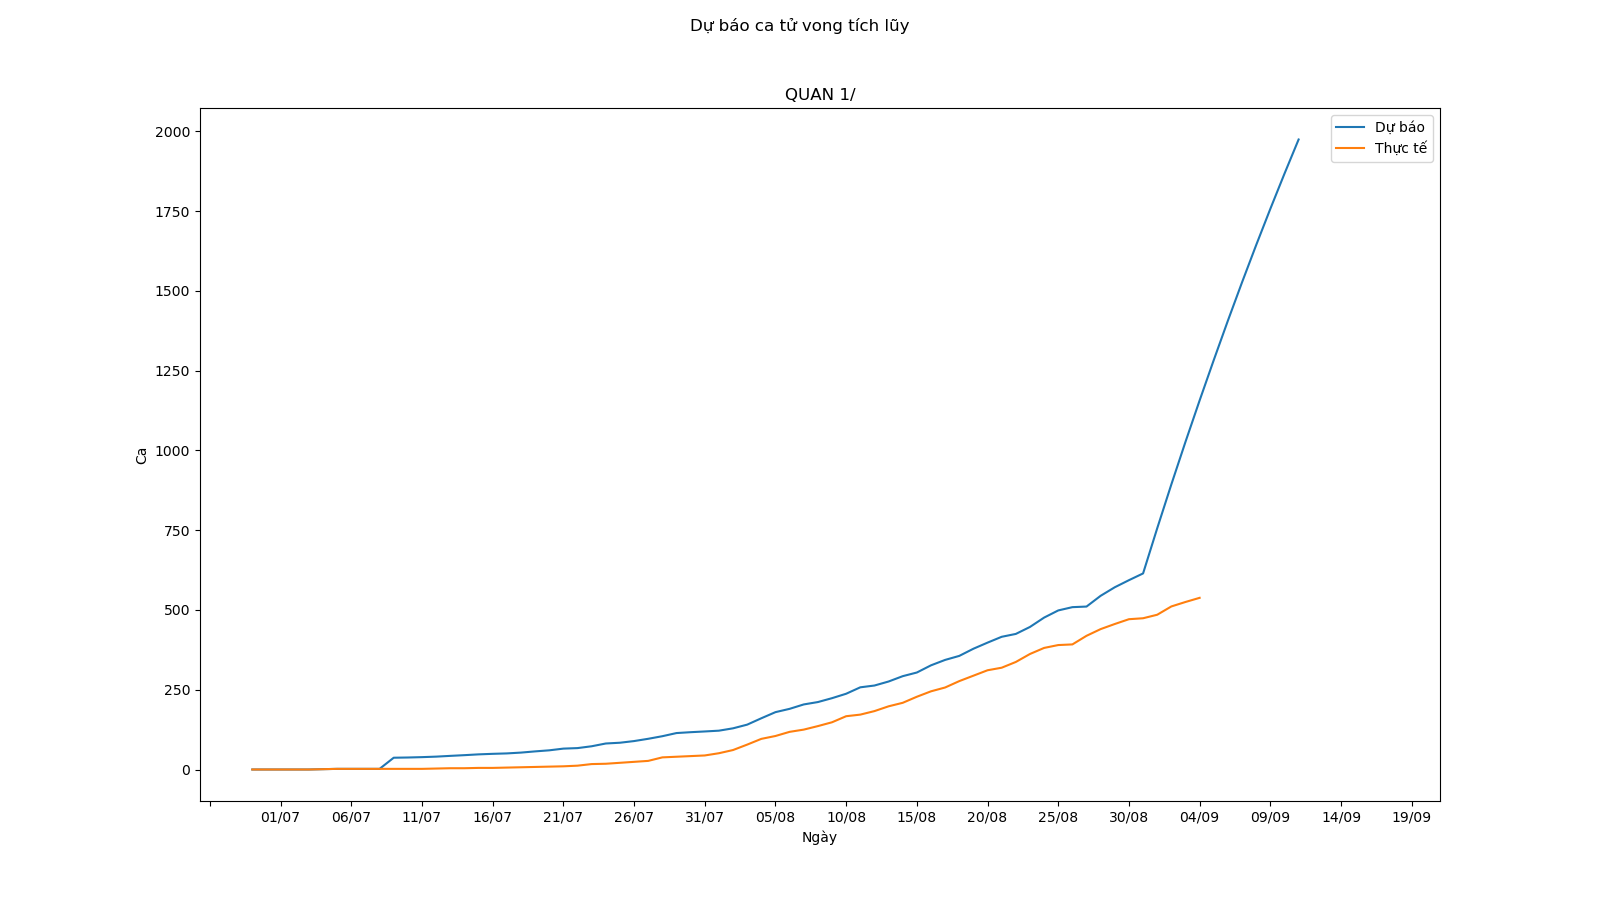 Dự báo ca tử vong tích lũy
QUAN 1/
Dự báo
Thực tế
2000
1750
1500
1250
1000
750
500
250
0
Ca
01/07 06/07 11/07 16/07 21/07 26/07 31/07 05/08 10/08 15/08 20/08 25/08 30/08 04/09 09/09 14/09 19/09
Ngày